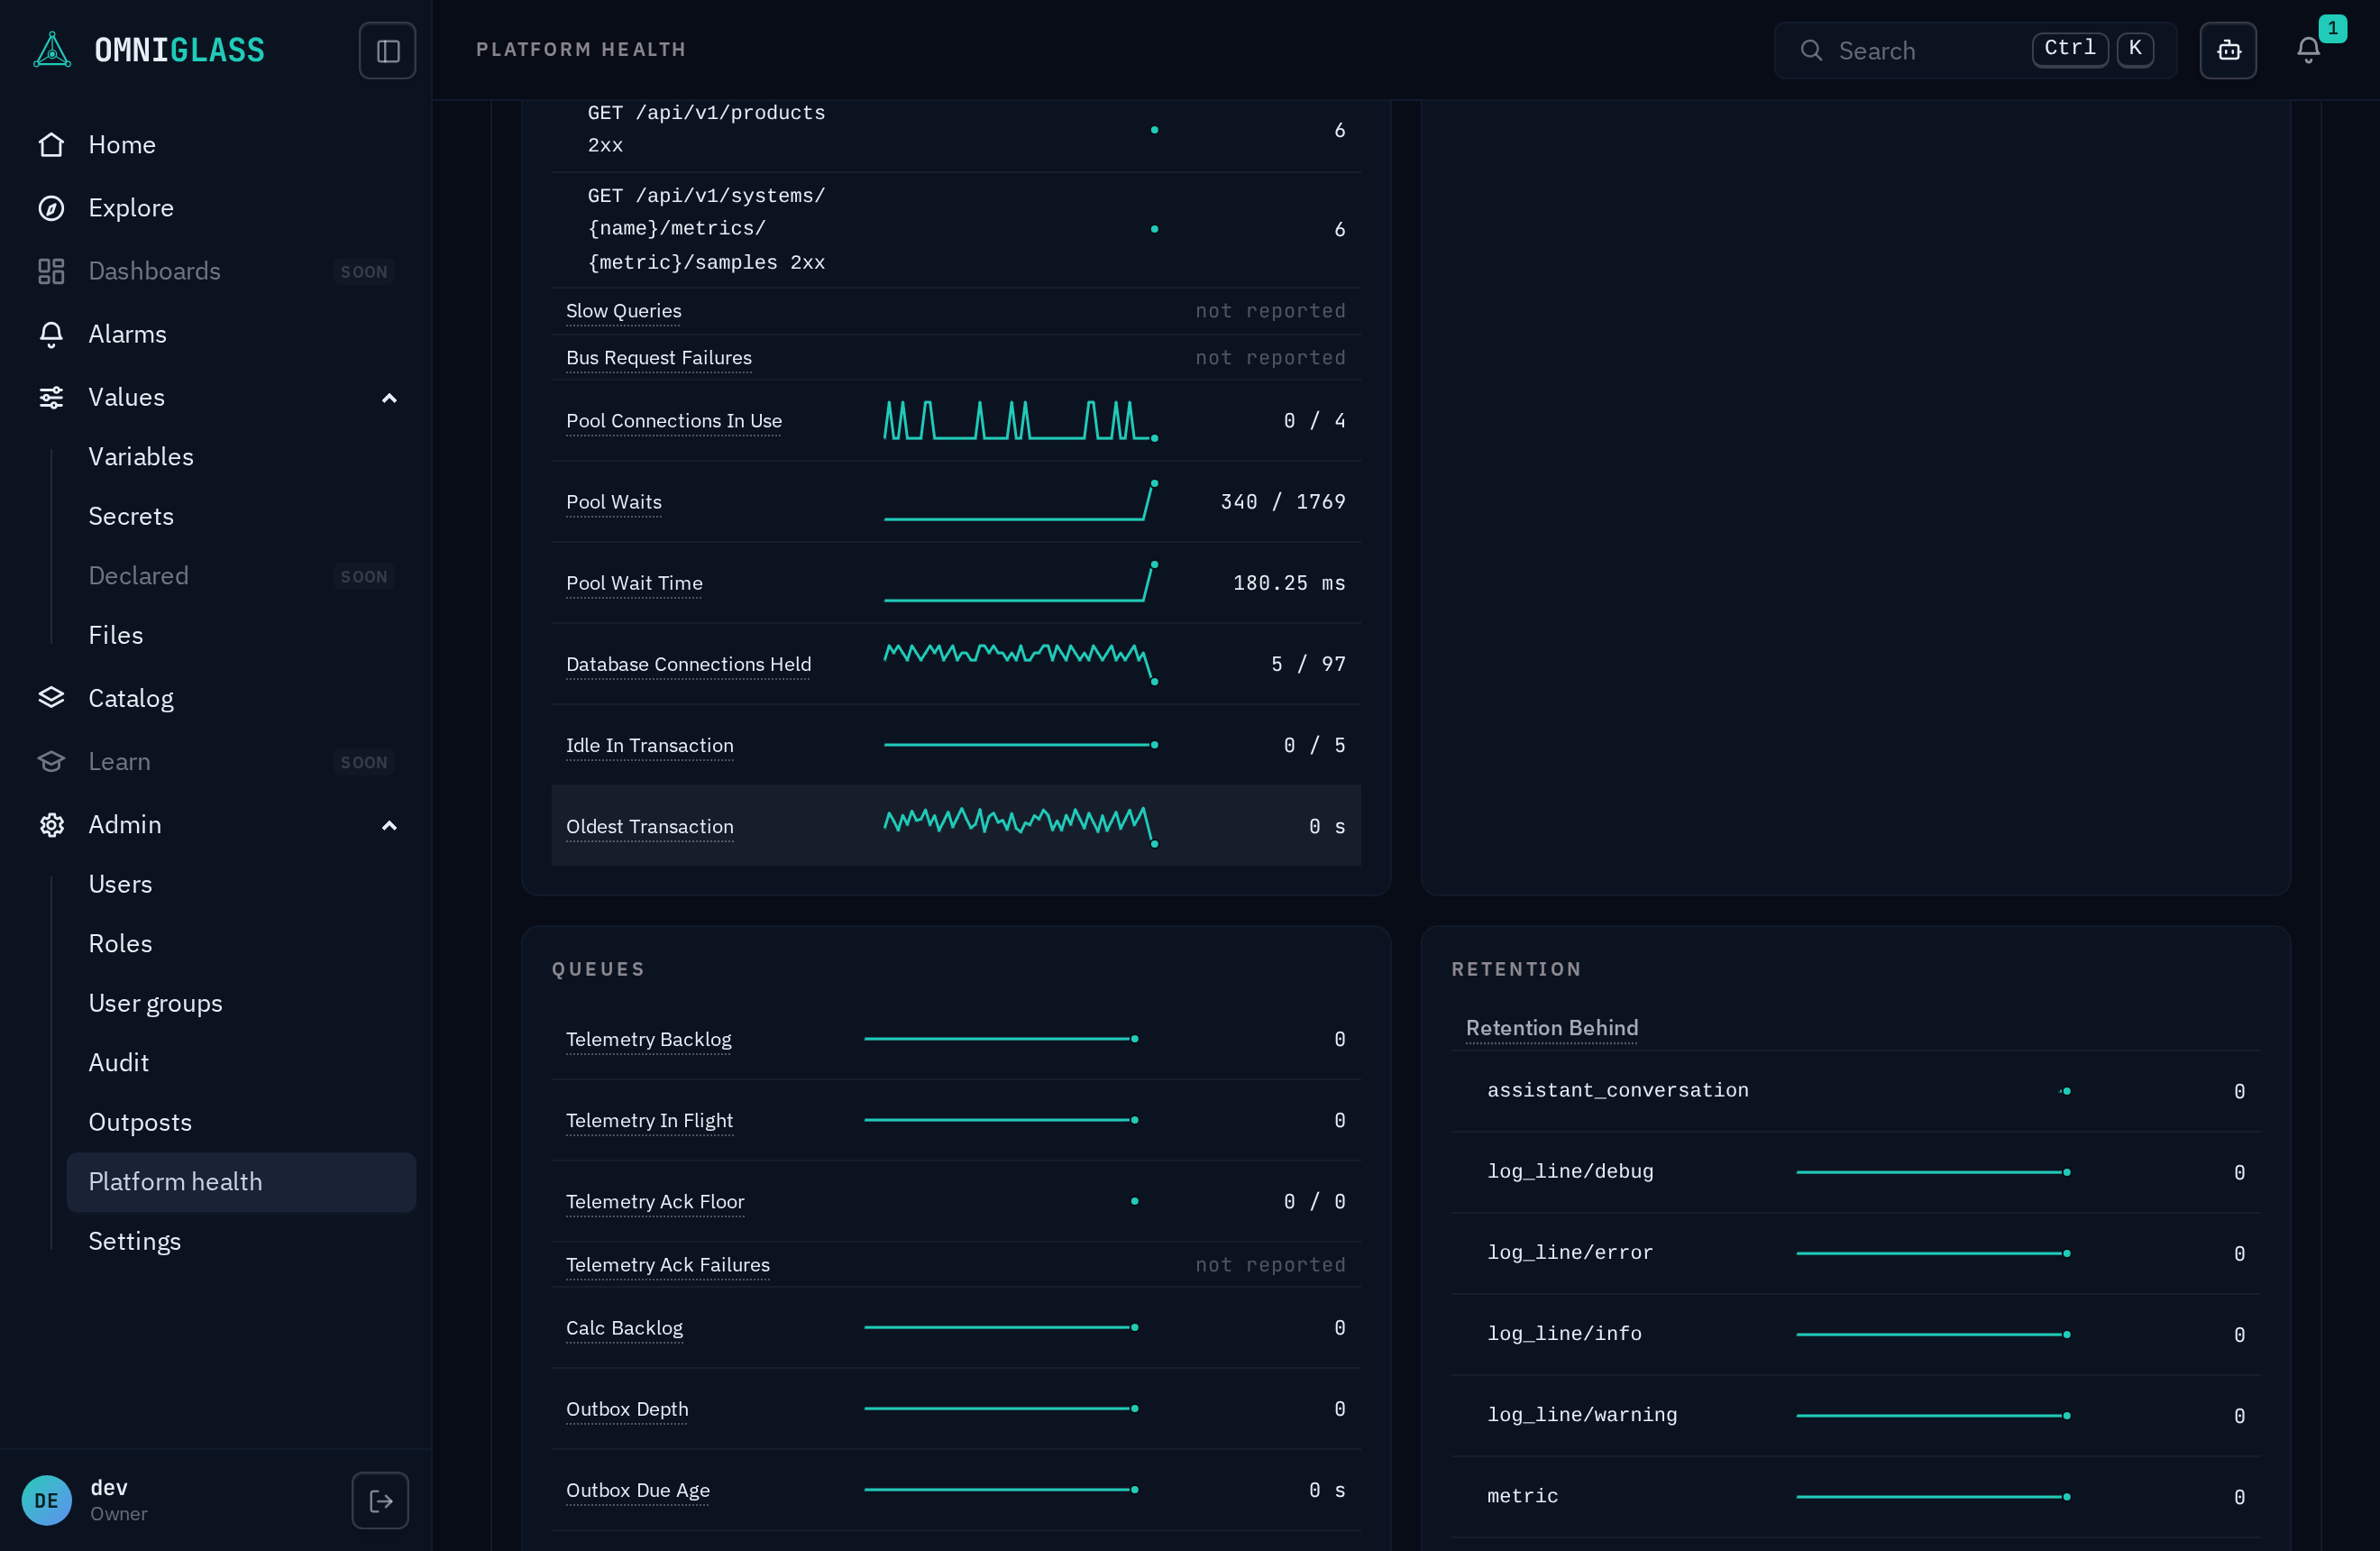 OMNIGLASS
PLATFORM HEALTH
Search
Ctrl
K
1
Home
Explore
Dashboards
SOON
Alarms
Values
Variables
Secrets
Declared
SOON
Files
Catalog
Learn
SOON
Admin
Users
Roles
User groups
Audit
Outposts
Platform health
Settings
DE
dev
Owner
GET /api/v1/products
2xx
6
GET /api/v1/systems/
{name}/metrics/
{metric}/samples 2xx
6
Slow Queries
not reported
Bus Request Failures
not reported
Pool Connections In Use
0 / 4
Pool Waits
340 / 1769
Pool Wait Time
180.25 ms
Database Connections Held
5 / 97
Idle In Transaction
0 / 5
Oldest Transaction
0 s
QUEUES
Telemetry Backlog
0
Telemetry In Flight
0
Telemetry Ack Floor
0 / 0
Telemetry Ack Failures
not reported
Calc Backlog
0
Outbox Depth
0
Outbox Due Age
0 s
RETENTION
Retention Behind
assistant_conversation
0
log_line/debug
0
log_line/error
0
log_line/info
0
log_line/warning
0
metric
0